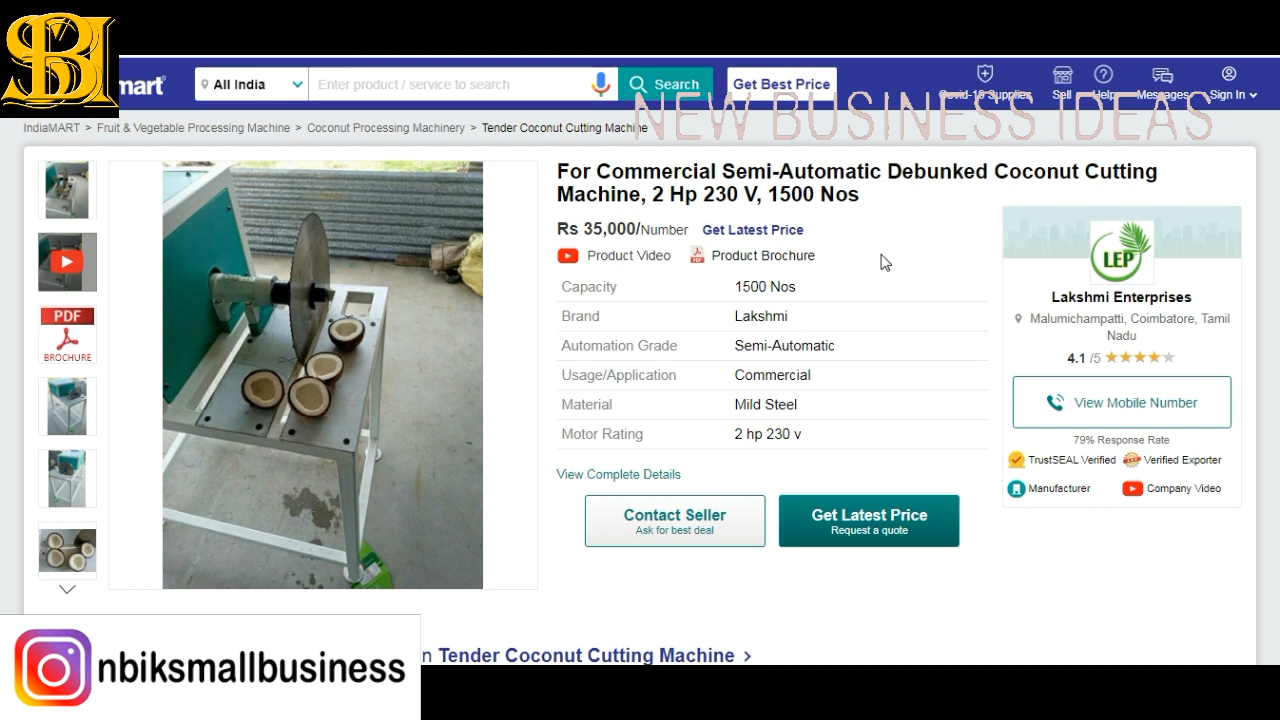 SBI
mart
All India
Enter product / service to search
Search
Get Best Price
Covid-19 Supplies
Sell
Help
Messages
Sign In
NEW BUSINESS IDEAS
IndiaMART > Fruit & Vegetable Processing Machine > Coconut Processing Machinery > Tender Coconut Cutting Machine
For Commercial Semi-Automatic Debunked Coconut Cutting
Machine, 2 Hp 230 V, 1500 Nos
Rs 35,000/Number Get Latest Price
Product Video
PDF
Product Brochure
Capacity 1500 Nos
Brand Lakshmi
Automation Grade Semi-Automatic
Usage/Application Commercial
Material Mild Steel
Motor Rating 2 hp 230 v
View Complete Details
Contact Seller
Ask for best deal
Get Latest Price
Request a quote
PDF
BROCHURE
LEP
Lakshmi Enterprises
Malumichampatti, Coimbatore, Tamil
Nadu
4.1 /5
View Mobile Number
79% Response Rate
TrustSEAL Verified
Verified Exporter
Manufacturer
Company Video
n Tender Coconut Cutting Machine >
nbiksmallbusiness